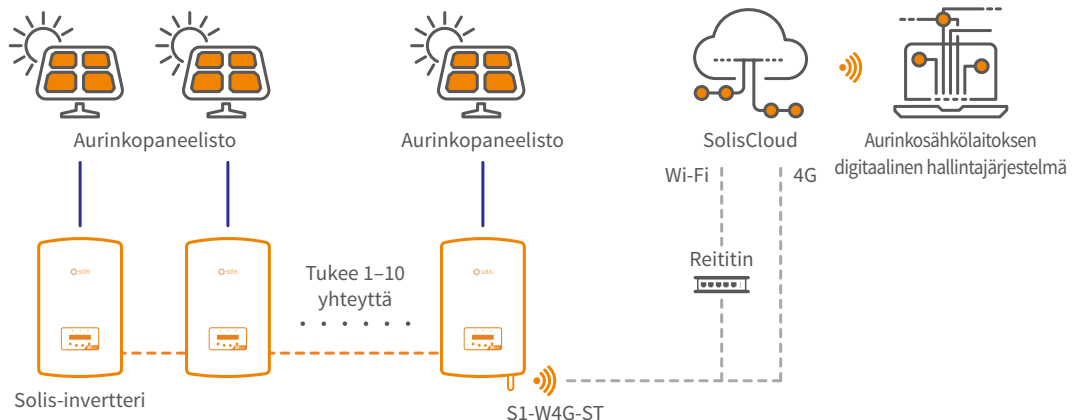 Aurinkopaneelisto
Aurinkopaneelisto
SolisCloud
Aurinkosähkölaitoksen
digitaalinen hallintajärjestelmä
Wi-Fi
4G
Reititin
solis
solis
solis
Tukee 1–10
yhteyttä
Solis-invertteri
S1-W4G-ST